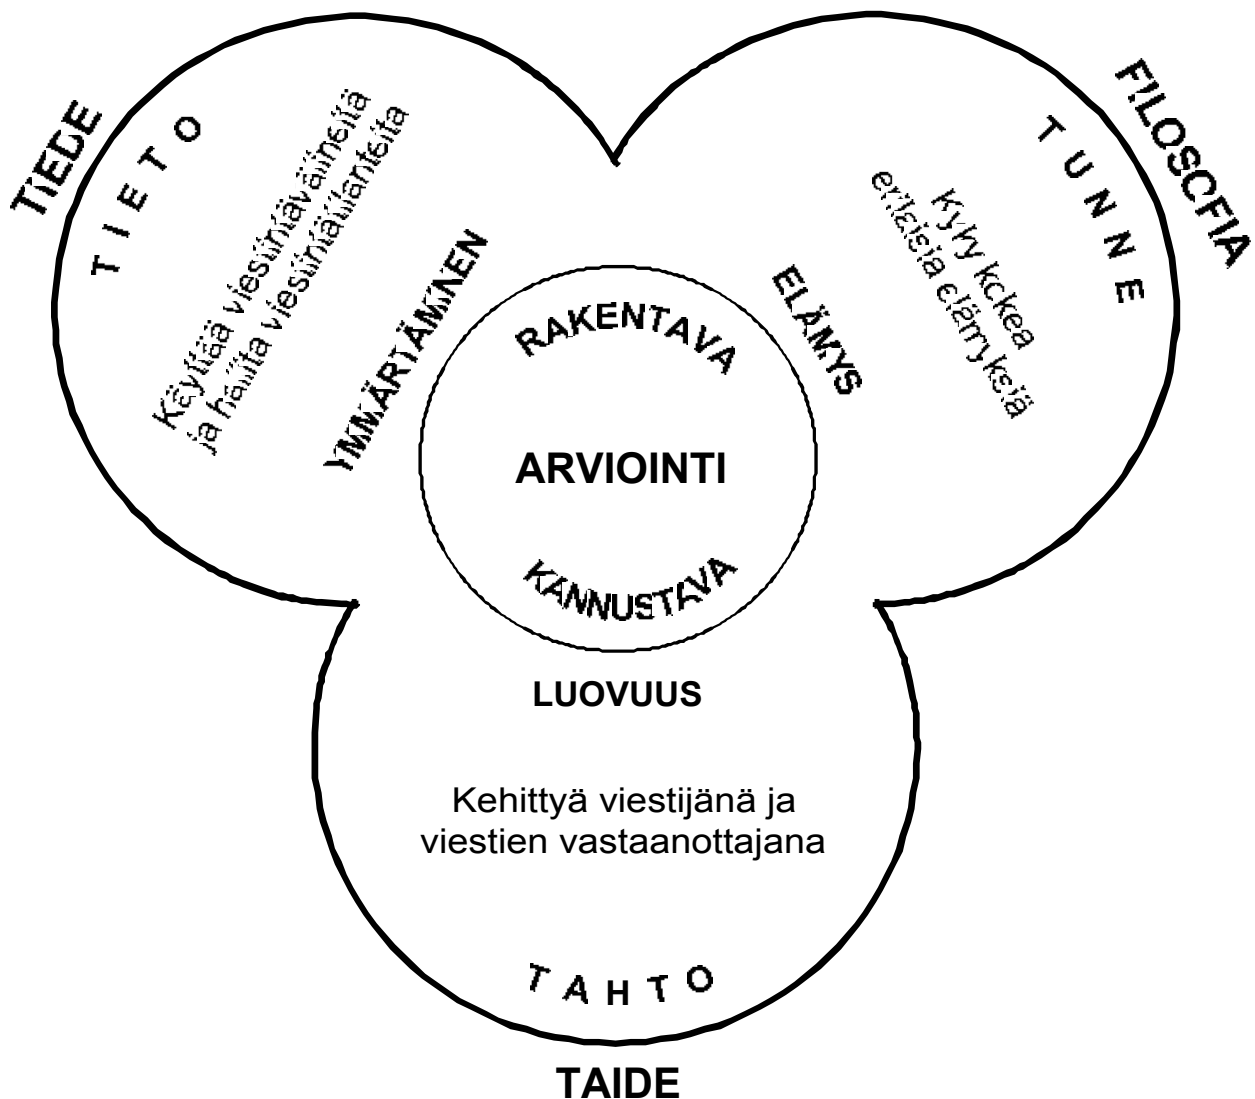 TIEDE
TIETO
Käyttää viestintävälineitä
ja hallita viestintätilanteita
YMMÄRTÄMINEN
FILOSOFIA
TUNNE
Kyky kokea
erilaisia elämyksiä
ELÄMYS
RAKENTAVA
ARVIOINTI
KANNUSTAVA
LUOVUUS
Kehittyä viestijänä ja
viestien vastaanottajana
TAHTO
TAIDE